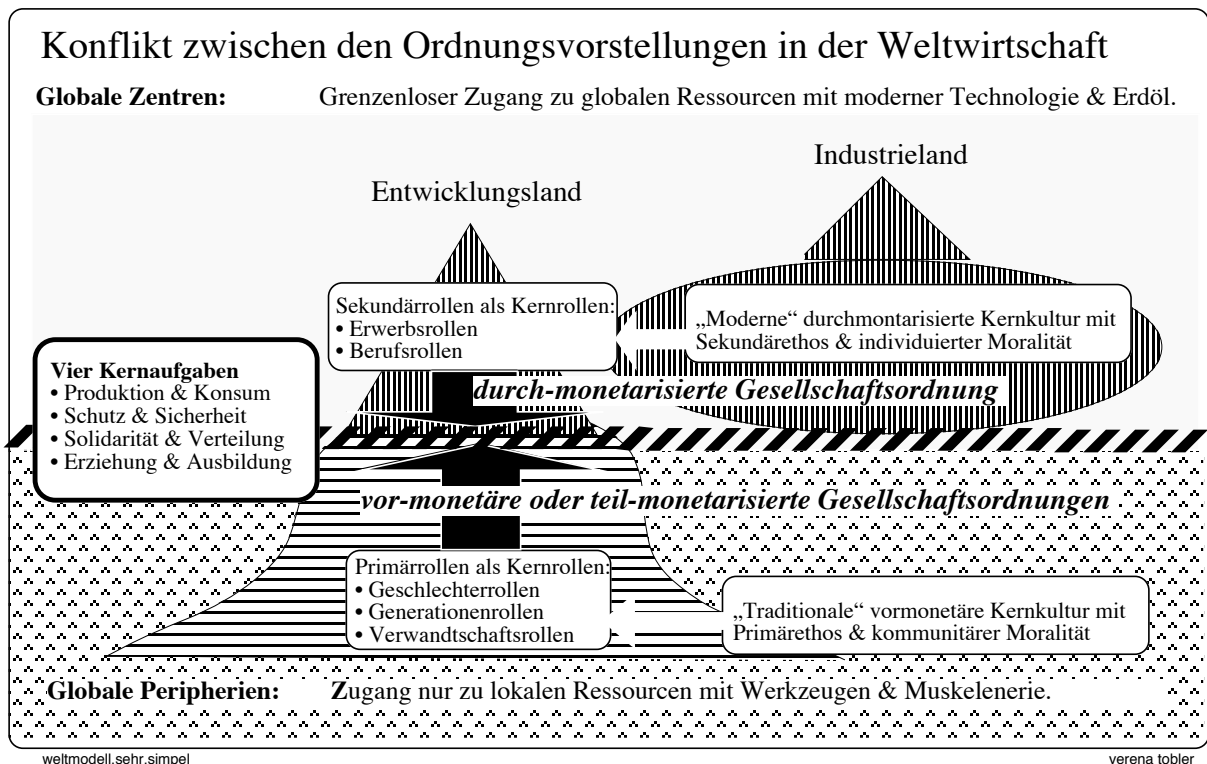 Konflikt zwischen den Ordnungsvorstellungen in der Weltwirtschaft
Globale Zentren: Grenzenloser Zugang zu globalen Ressourcen mit moderner Technologie & Erdöl.
Industrieland
Entwicklungsland
Sekundärrollen als Kernrollen:
• Erwerbsrollen
• Berufsrollen
„Moderne“ durchmontarisierte Kernkultur mit
Sekundärethos & individuierter Moralität
Vier Kernaufgaben
• Produktion & Konsum
• Schutz & Sicherheit
• Solidarität & Verteilung
• Erziehung & Ausbildung
durch-monetarisierte Gesellschaftsordnung
vor-monetäre oder teil-monetarisierte Gesellschaftsordnungen
Primärrollen als Kernrollen:
• Geschlechterrollen
• Generationenrollen
• Verwandtschaftsrollen
„Traditionale“ vormonetäre Kernkultur mit
Primärethos & kommunitärer Moralität
Globale Peripherien: Zugang nur zu lokalen Ressourcen mit Werkzeugen & Muskelenerie.
weltmodell.sehr.simpel
verena tobler